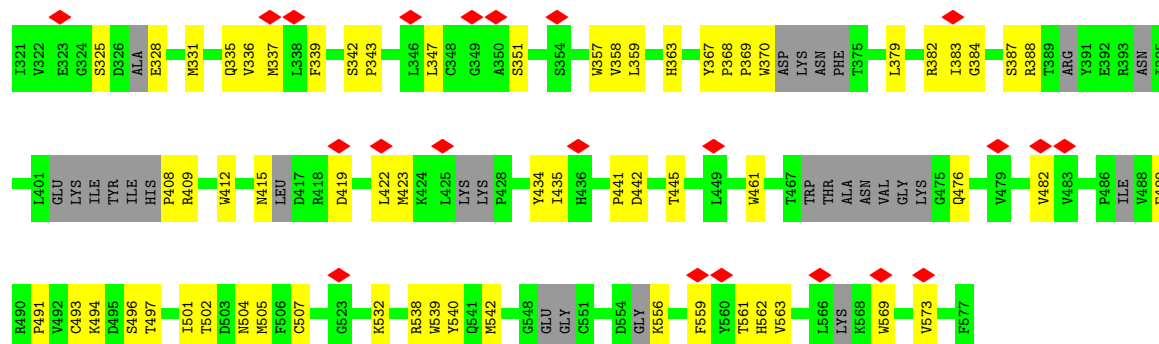 I321 V322 E323 G324 S325 D326 ALA E328 M331 Q335 V336 M337 L338 F339 S342 P343 L346 L347 C348 G349 A350 S351 S354 W357 V358 L359 H363 Y367 P368 P369 W370 ASP LYS ASN PHE T375 L379 R382 I383 G384 S387 R388 T389 ARG Y391 E392 R393 ASN
L401 GLU LYS ILE TYR ILE HIS P408 R409 W412 N415 LEU D417 R418 D419 L422 M423 K424 L425 LYS LYS P428 Y434 I435 H436 P441 D442 T445 L449 W461 T467 TRP THR ALA ASN VAL GLY LYS G475 Q476 V479 V482 V483 P486 ILE V488
R490 P491 V492 C493 K494 D495 S496 T497 I501 T502 D503 N504 M505 F506 C507 G523 K532 R538 W539 Y540 Q541 M542 G548 GLU GLY C551 D554 GLY K556 F559 Y560 T561 H562 V563 L566 LYS K568 W569 V573 F577